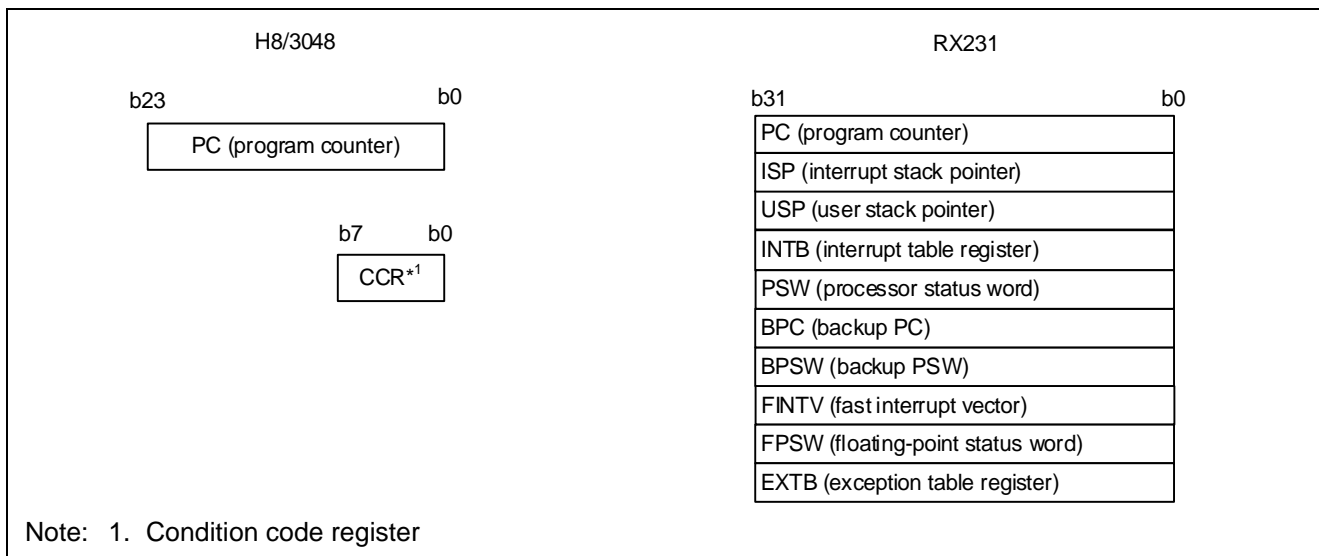 H8/3048
b23 b0
PC (program counter)
b7 b0
CCR*1
RX231
b31 b0
PC (program counter)
ISP (interrupt stack pointer)
USP (user stack pointer)
INTB (interrupt table register)
PSW (processor status word)
BPC (backup PC)
BPSW (backup PSW)
FINTV (fast interrupt vector)
FPSW (floating-point status word)
EXTB (exception table register)
Note: 1. Condition code register